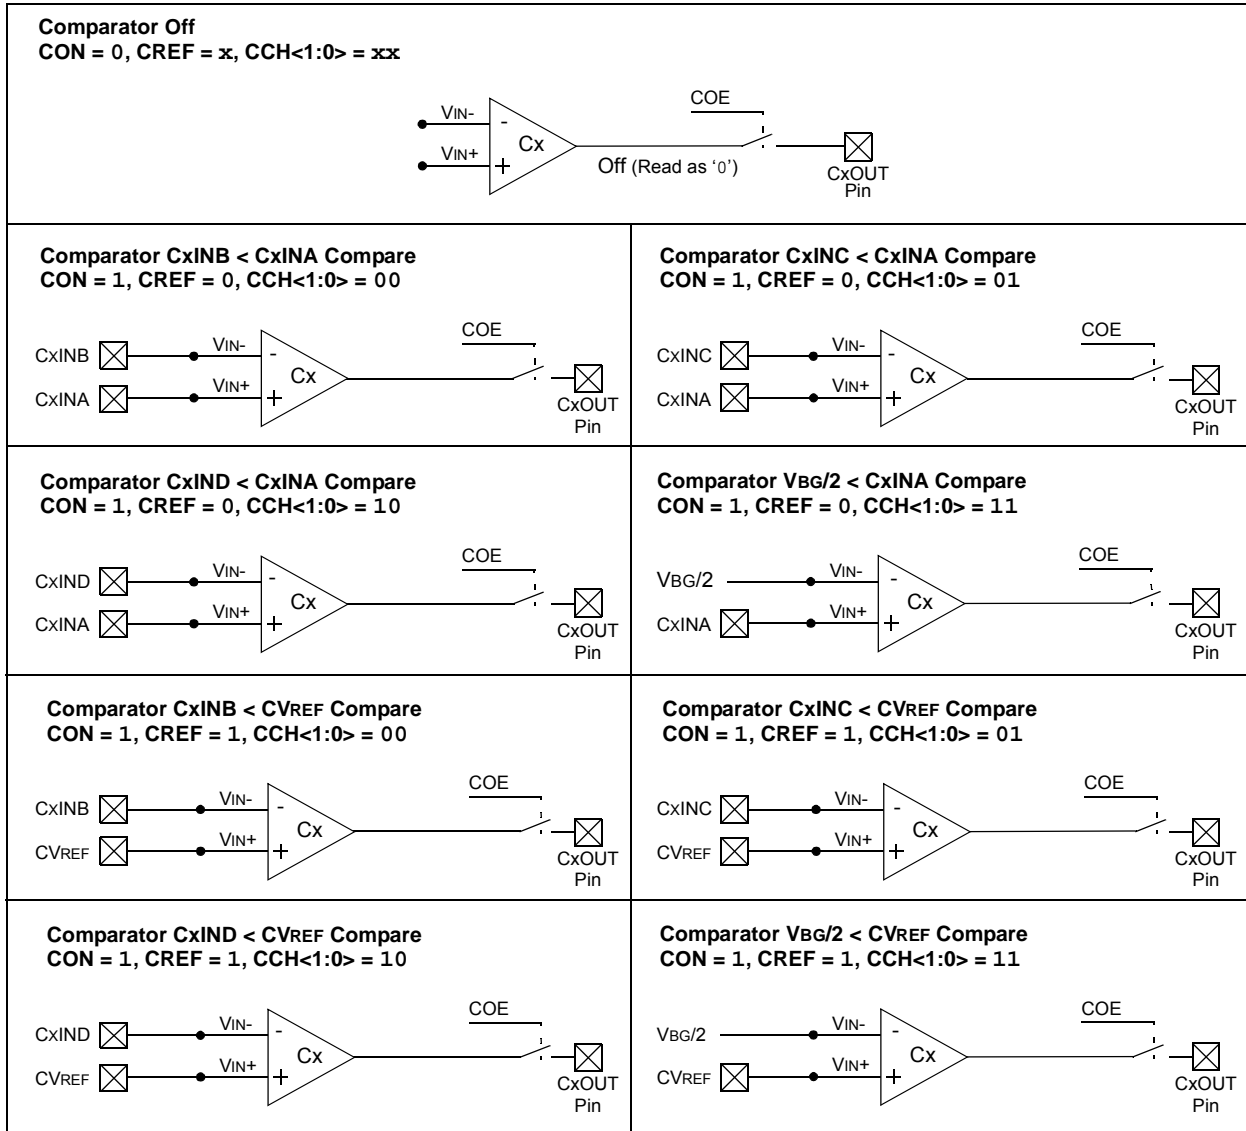 Comparator Off
CON = 0, CREF = x, CCH<1:0> = xx
COE
VIN-
-
Cx
VIN+
+
Off (Read as ‘0’)
CxOUT
Pin
Comparator CxINB < CxINA Compare
CON = 1, CREF = 0, CCH<1:0> = 00
COE
CxINB
VIN-
-
Cx
CxINA
VIN+
+
CxOUT
Pin
Comparator CxINC < CxINA Compare
CON = 1, CREF = 0, CCH<1:0> = 01
COE
CxINC
VIN-
-
Cx
CxINA
VIN+
+
CxOUT
Pin
Comparator CxIND < CxINA Compare
CON = 1, CREF = 0, CCH<1:0> = 10
COE
CxIND
VIN-
-
Cx
CxINA
VIN+
+
CxOUT
Pin
Comparator VBG/2 < CxINA Compare
CON = 1, CREF = 0, CCH<1:0> = 11
COE
VBG/2
VIN-
-
Cx
CxINA
VIN+
+
CxOUT
Pin
Comparator CxINB < CVREF Compare
CON = 1, CREF = 1, CCH<1:0> = 00
COE
CxINB
VIN-
-
Cx
CVREF
VIN+
+
CxOUT
Pin
Comparator CxINC < CVREF Compare
CON = 1, CREF = 1, CCH<1:0> = 01
COE
CxINC
VIN-
-
Cx
CVREF
VIN+
+
CxOUT
Pin
Comparator CxIND < CVREF Compare
CON = 1, CREF = 1, CCH<1:0> = 10
COE
CxIND
VIN-
-
Cx
CVREF
VIN+
+
CxOUT
Pin
Comparator VBG/2 < CVREF Compare
CON = 1, CREF = 1, CCH<1:0> = 11
COE
VBG/2
VIN-
-
Cx
CVREF
VIN+
+
CxOUT
Pin